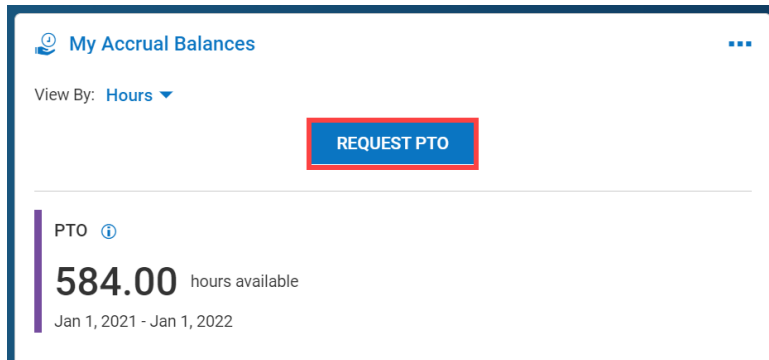 My Accrual Balances
View By: Hours
REQUEST PTO
PTO
584.00 hours available
Jan 1, 2021 - Jan 1, 2022